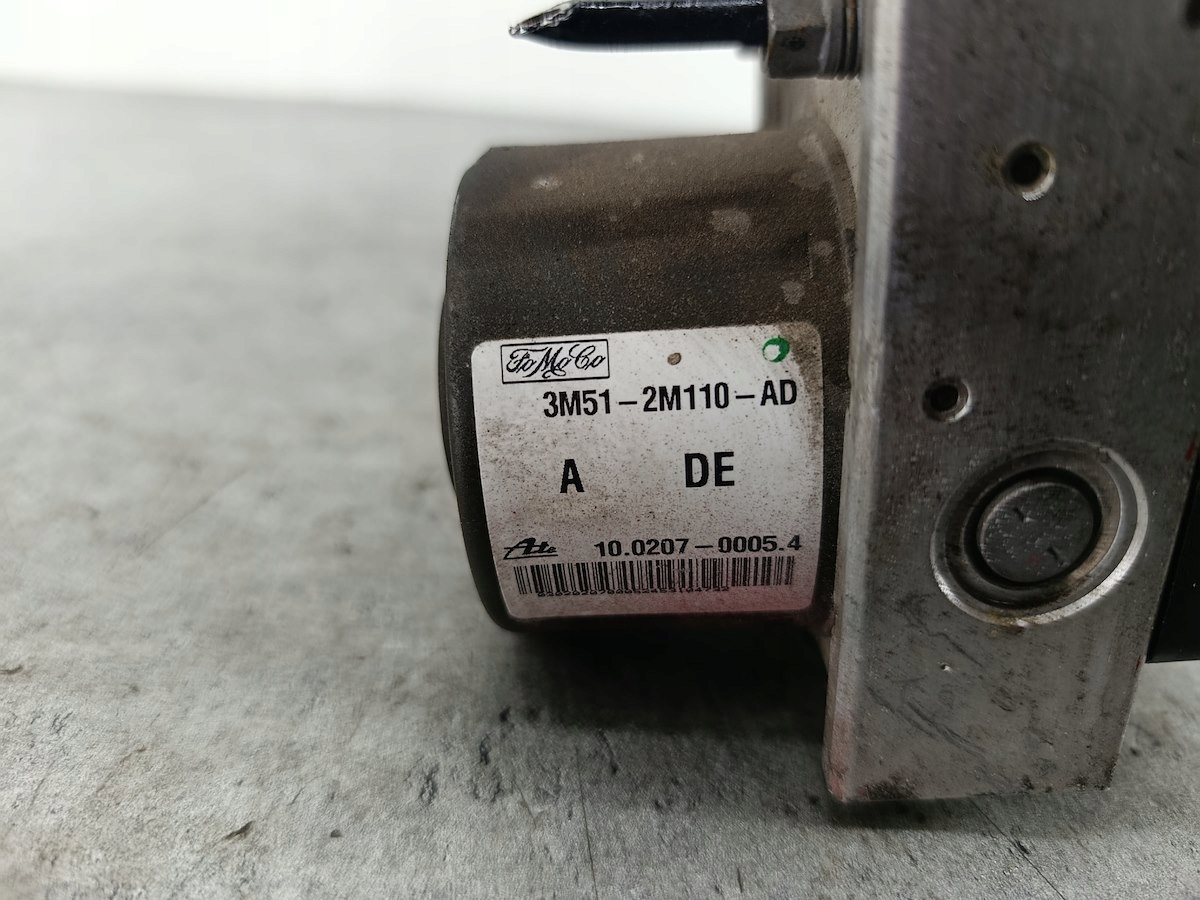 FoMoCo
3M51-2M110-AD
A DE
Ate 10.0207-0005.4